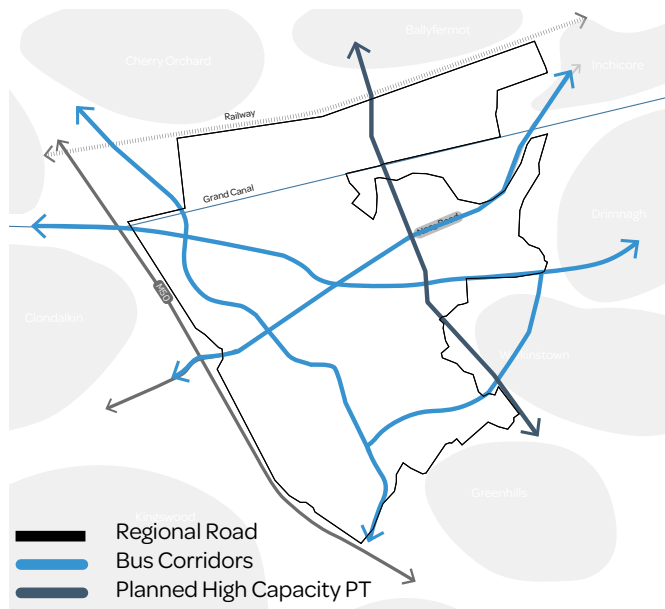 Ballyfermot
Cherry Orchard
Inchicore
Railway
Grand Canal
Drimnagh
Naas Road
M50
Clondalkin
Walkinstown
Greenhills
Kingswood
Regional Road
Bus Corridors
Planned High Capacity PT